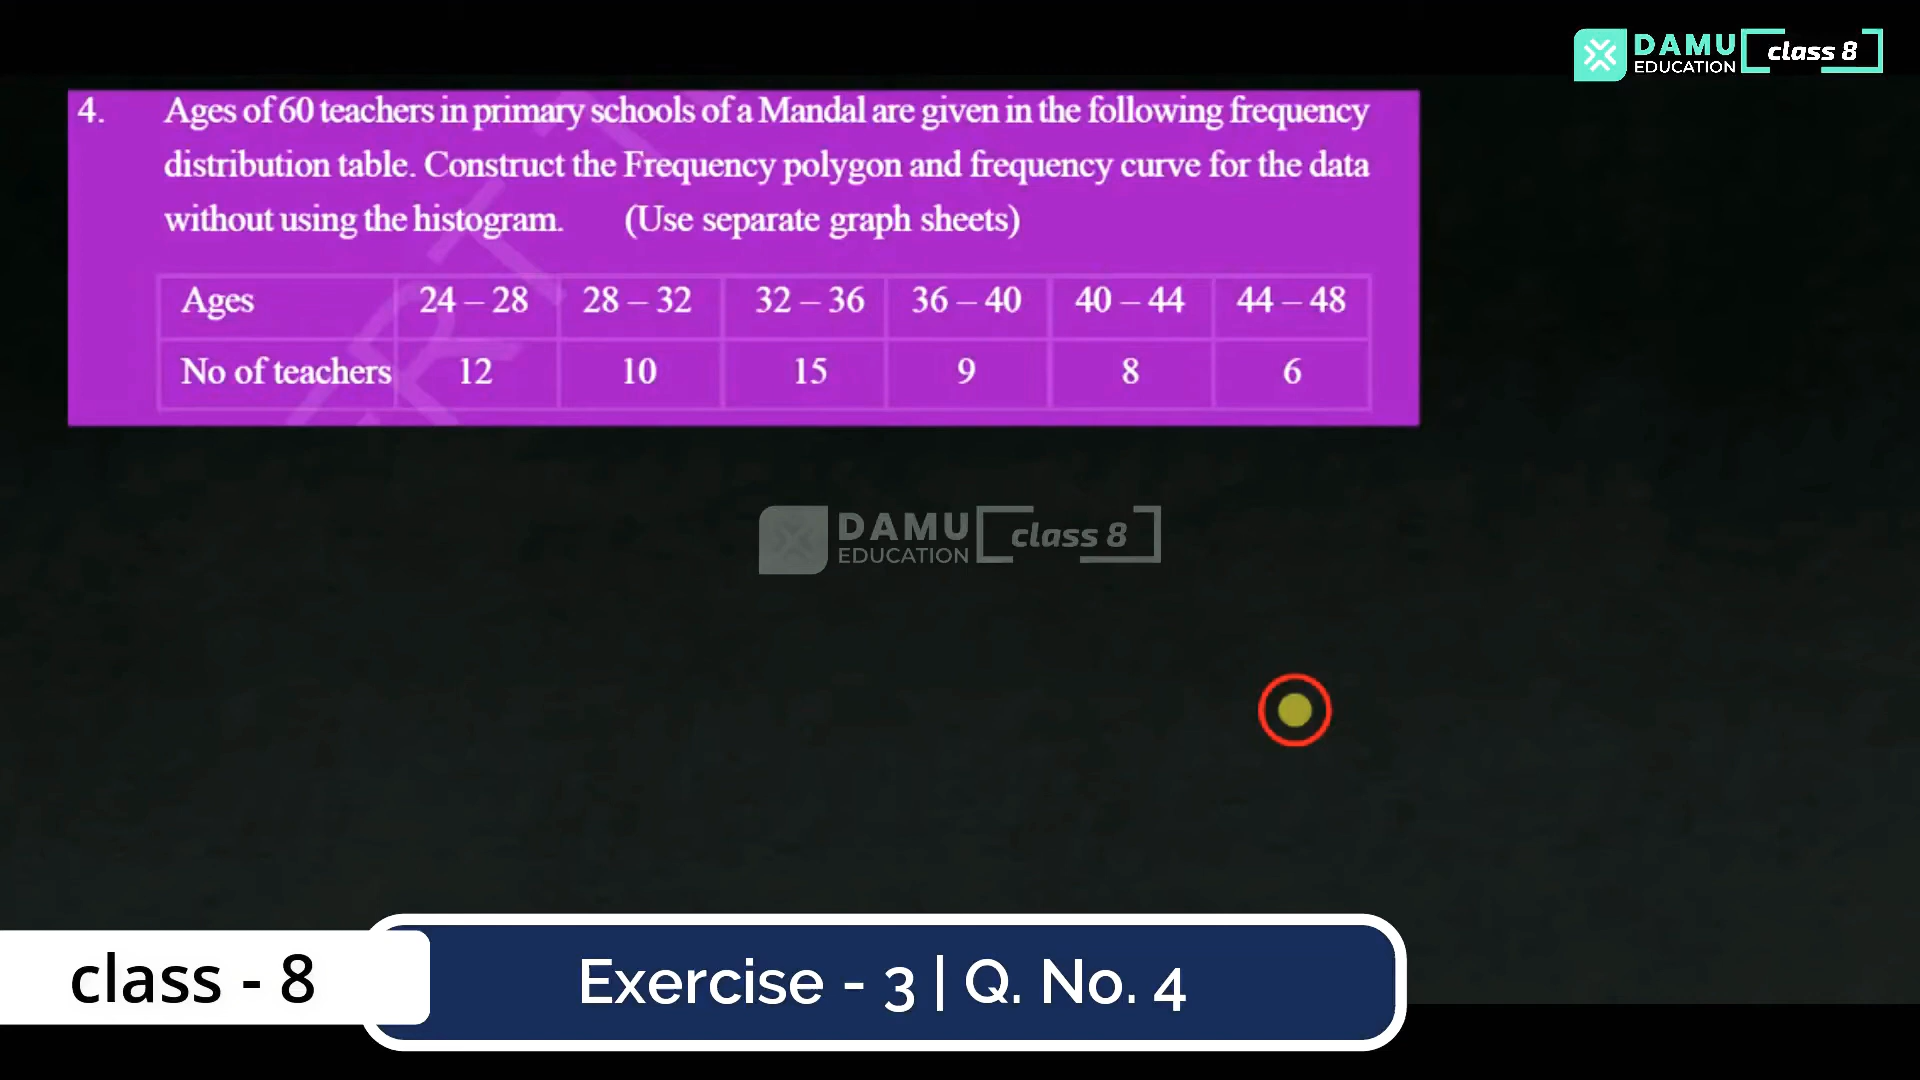 DAMU
EDUCATION
class 8
4. Ages of 60 teachers in primary schools of a Mandal are given in the following frequency
distribution table. Construct the Frequency polygon and frequency curve for the data
without using the histogram. (Use separate graph sheets)
Ages 24 – 28 28 – 32 32 – 36 36 – 40 40 – 44 44 – 48
No of teachers 12 10 15 9 8 6
DAMU
EDUCATION
class 8
class - 8
Exercise - 3 | Q. No. 4